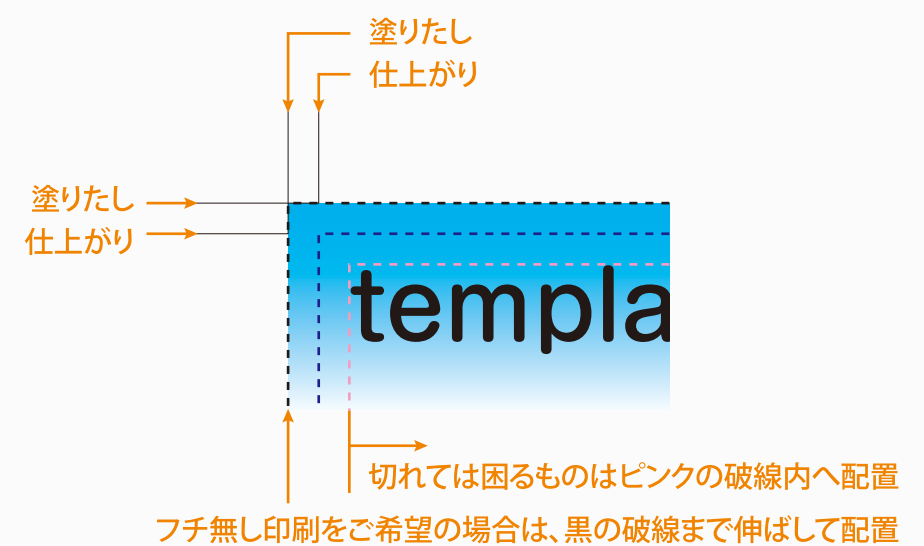 塗りたし
仕上がり
塗りたし
仕上がり
templa
切れては困るものはピンクの破線内へ配置
フチ無し印刷をご希望の場合は、黒の破線まで伸ばして配置